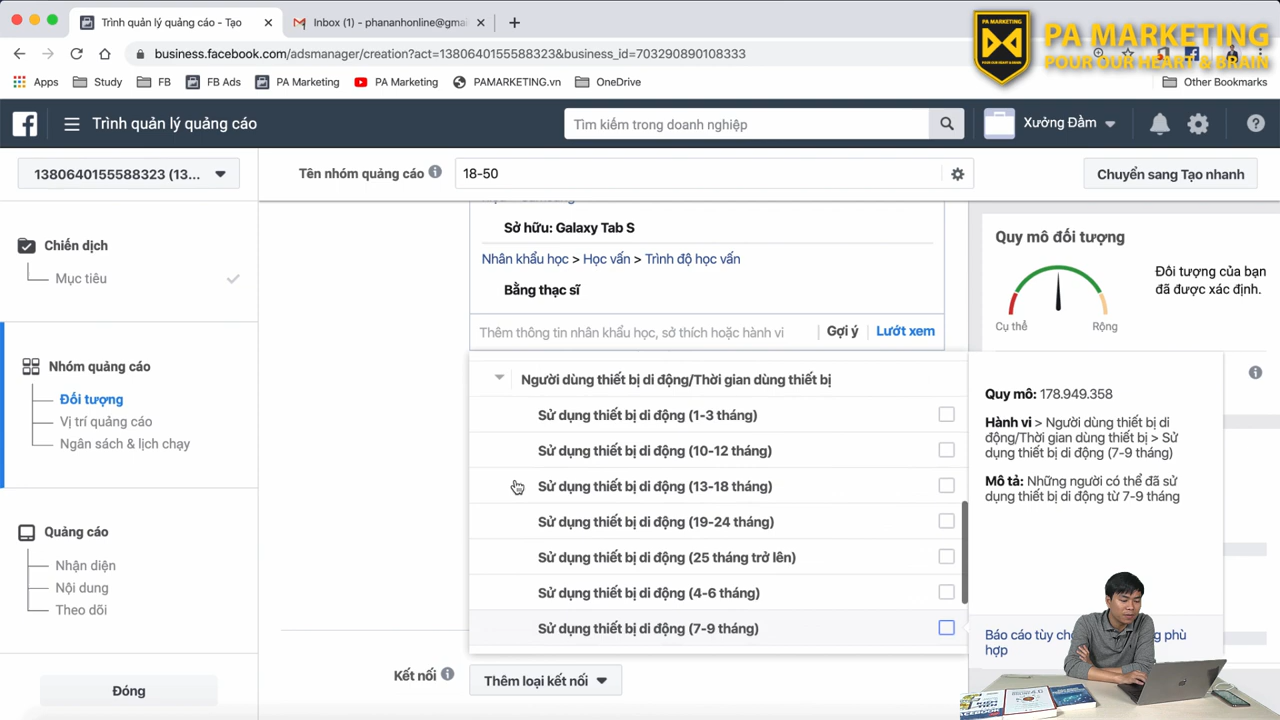 Trình quản lý quảng cáo - Tạo
Inbox (1) - phananhonline@gmai
PA MARKETING
PA MARKETING
POUR OUR HEART & BRAIN
business.facebook.com/adsmanager/creation?act=1380640155588323&business_id=703290890108333
Apps
Study
FB
FB Ads
PA Marketing
PA Marketing
PAMARKETING.vn
OneDrive
Other Bookmarks
Trình quản lý quảng cáo
Tìm kiếm trong doanh nghiệp
Xưởng Đầm
1380640155588323 (13...
Tên nhóm quảng cáo
18-50
Chuyển sang Tạo nhanh
Chiến dịch
Mục tiêu
Nhóm quảng cáo
Đối tượng
Vị trí quảng cáo
Ngân sách & lịch chạy
Quảng cáo
Nhận diện
Nội dung
Theo dõi
Đóng
Sở hữu: Galaxy Tab S
Nhân khẩu học > Học vấn > Trình độ học vấn
Bằng thạc sĩ
Thêm thông tin nhân khẩu học, sở thích hoặc hành vi
Gợi ý
Lướt xem
Người dùng thiết bị di động/Thời gian dùng thiết bị
Sử dụng thiết bị di động (1-3 tháng)
Sử dụng thiết bị di động (10-12 tháng)
Sử dụng thiết bị di động (13-18 tháng)
Sử dụng thiết bị di động (19-24 tháng)
Sử dụng thiết bị di động (25 tháng trở lên)
Sử dụng thiết bị di động (4-6 tháng)
Sử dụng thiết bị di động (7-9 tháng)
Kết nối
Thêm loại kết nối
Quy mô đối tượng
Cụ thể
Rộng
Đối tượng của bạn
đã được xác định.
Quy mô: 178.949.358
Hành vi > Người dùng thiết bị di
động/Thời gian dùng thiết bị > Sử
dụng thiết bị di động (7-9 tháng)
Mô tả: Những người có thể đã sử
dụng thiết bị di động từ 7-9 tháng
Báo cáo tùy
phù
hợp